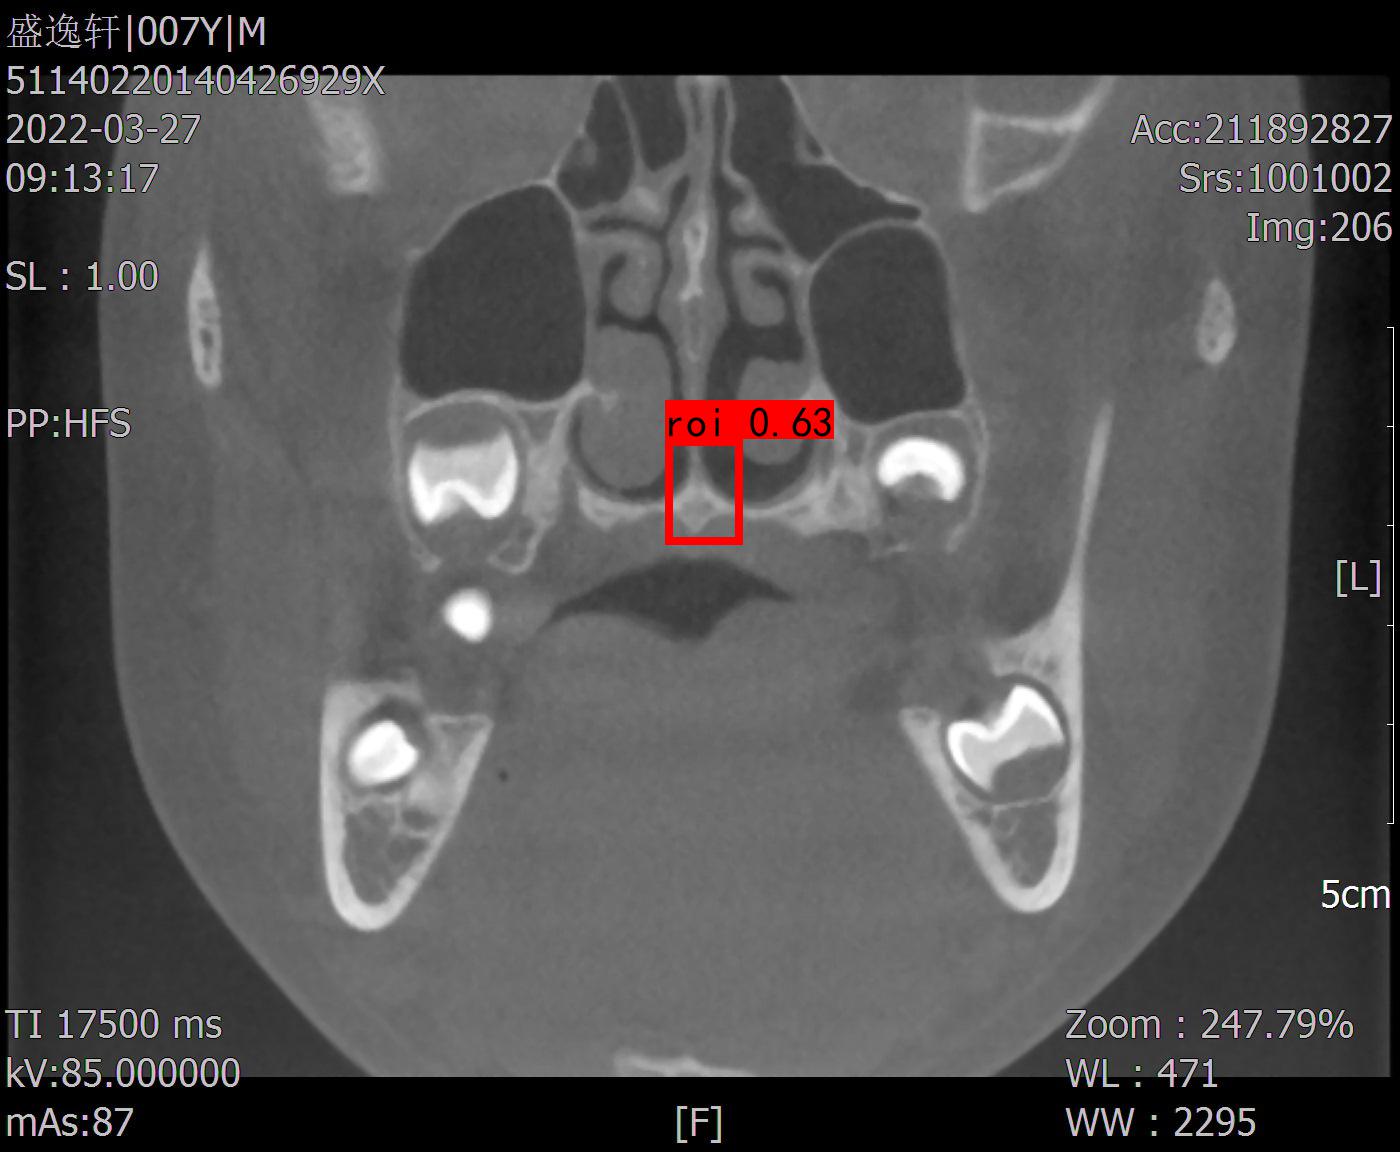 盛逸轩|007Y|M
51140220140426929X
2022-03-27
09:13:17
Acc:211892827
Srs:1001002
Img:206
SL : 1.00
PP:HFS
roi 0.63
[L]
5cm
TI 17500 ms
kV:85.000000
mAs:87
[F]
Zoom : 247.79%
WL : 471
WW : 2295